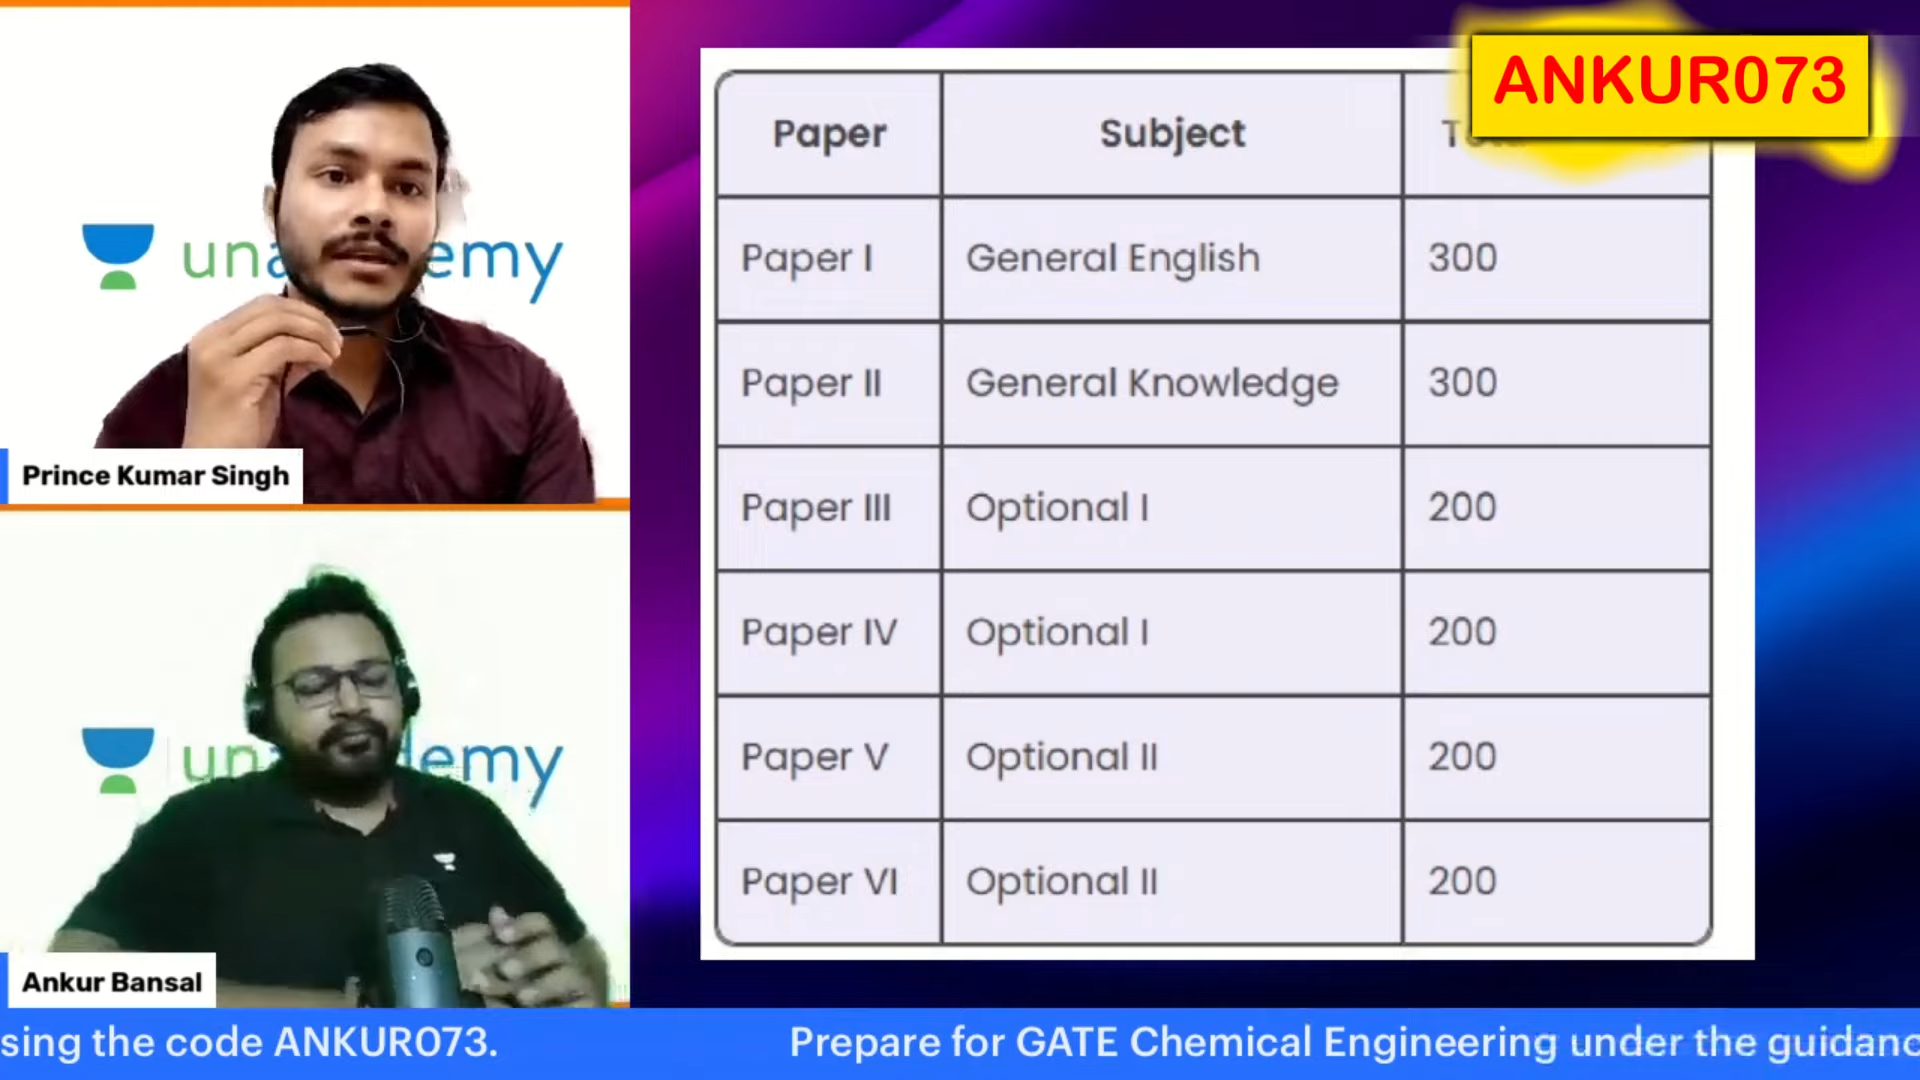 unacademy
Prince Kumar Singh
unacademy
Ankur Bansal
ANKUR073
Paper Subject
Paper I General English 300
Paper II General Knowledge 300
Paper III Optional I 200
Paper IV Optional I 200
Paper V Optional II 200
Paper VI Optional II 200
sing the code ANKUR073. Prepare for GATE Chemical Engineering under the guidanc